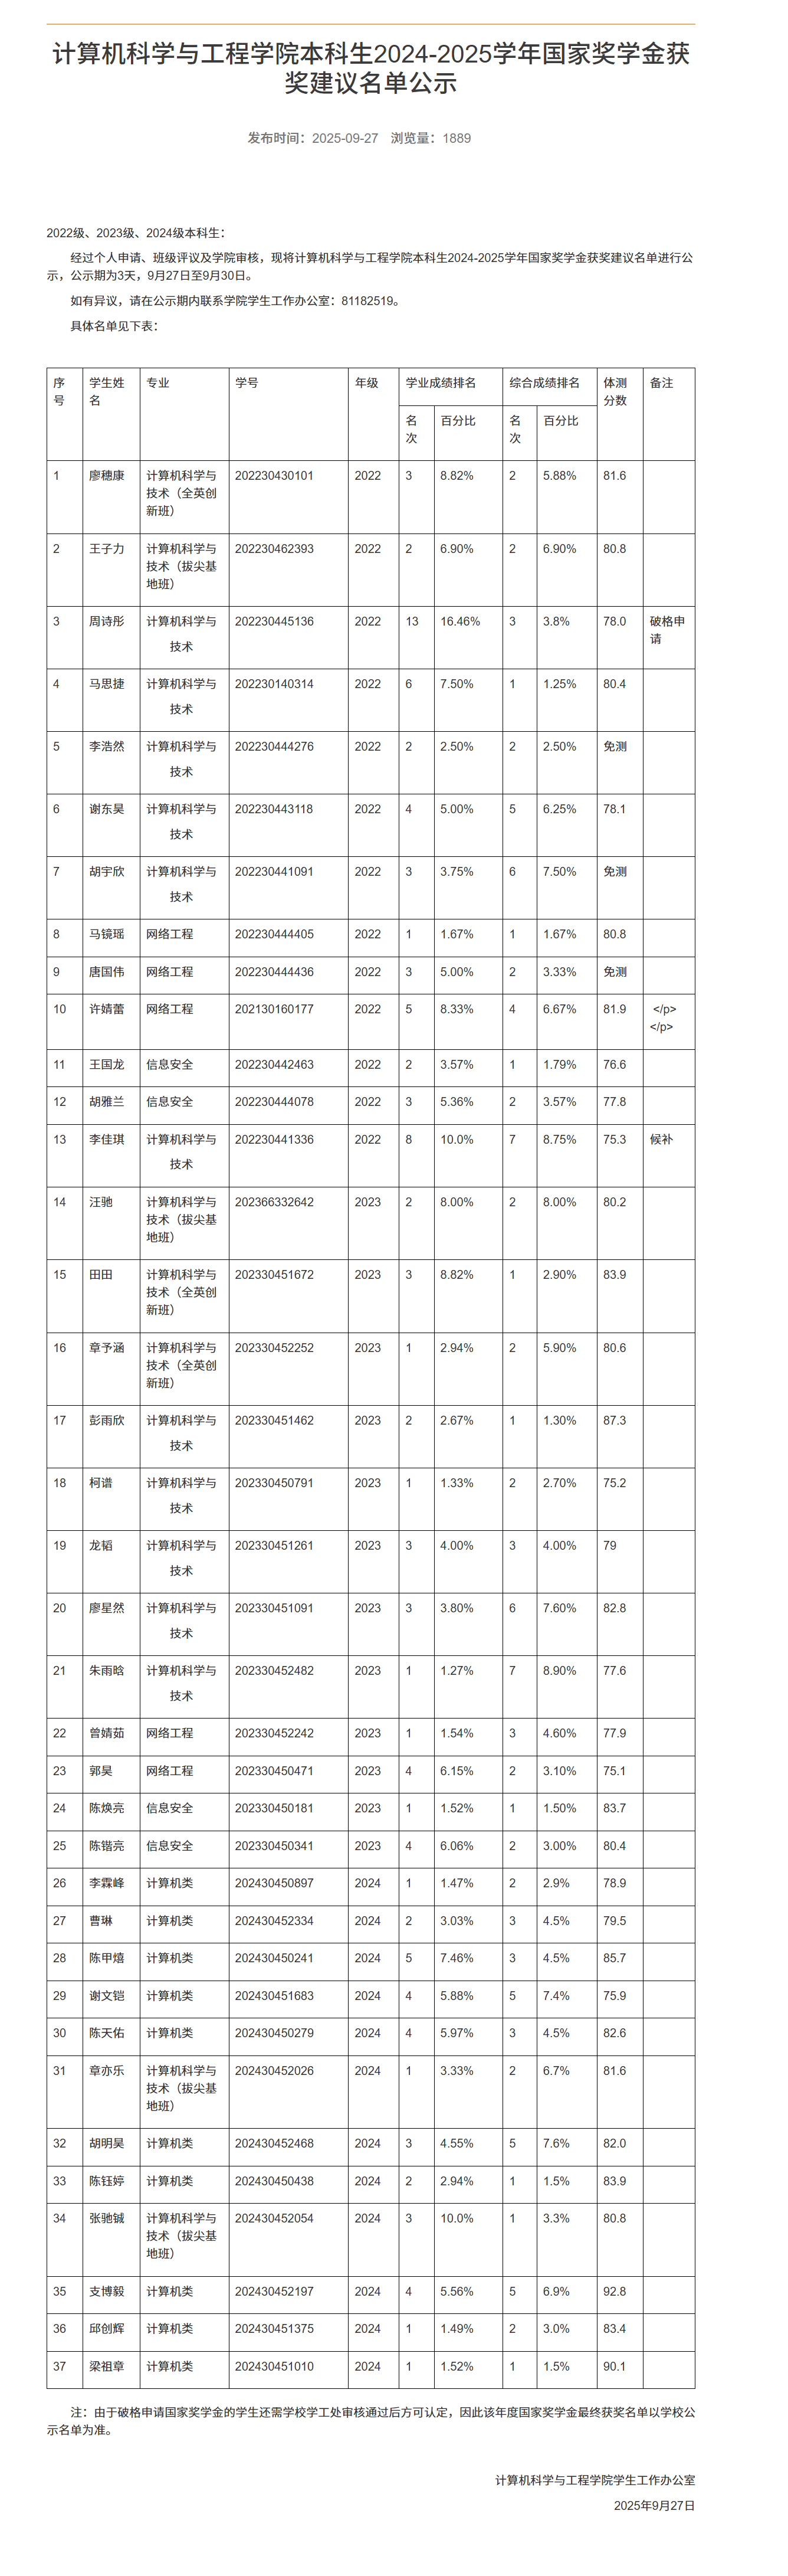 计算机科学与工程学院本科生2024-2025学年国家奖学金获
奖建议名单公示
发布时间：2025-09-27 浏览量：1889
2022级、2023级、2024级本科生：
经过个人申请、班级评议及学院审核，现将计算机科学与工程学院本科生2024-2025学年国家奖学金获奖建议名单进行公
示，公示期为3天，9月27日至9月30日。
如有异议，请在公示期内联系学院学生工作办公室：81182519。
具体名单见下表：
序号 学生姓名 专业 学号 年级 学业成绩排名 综合成绩排名 体测分数 备注
名次 百分比 名次 百分比
1 廖穗康 计算机科学与技术（全英创新班） 202230430101 2022 3 8.82% 2 5.88% 81.6
2 王子力 计算机科学与技术（拔尖基地班） 202230462393 2022 2 6.90% 2 6.90% 80.8
3 周诗彤 计算机科学与技术 202230445136 2022 13 16.46% 3 3.8% 78.0 破格申请
4 马思捷 计算机科学与技术 202230140314 2022 6 7.50% 1 1.25% 80.4
5 李浩然 计算机科学与技术 202230444276 2022 2 2.50% 2 2.50% 免测
6 谢东昊 计算机科学与技术 202230443118 2022 4 5.00% 5 6.25% 78.1
7 胡宇欣 计算机科学与技术 202230441091 2022 3 3.75% 6 7.50% 免测
8 马镜瑶 网络工程 202230444405 2022 1 1.67% 1 1.67% 80.8
9 唐国伟 网络工程 202230444436 2022 3 5.00% 2 3.33% 免测
10 许婧蕾 网络工程 202130160177 2022 5 8.33% 4 6.67% 81.9 </p> </p>
11 王国龙 信息安全 202230442463 2022 2 3.57% 1 1.79% 76.6
12 胡雅兰 信息安全 202230444078 2022 3 5.36% 2 3.57% 77.8
13 李佳琪 计算机科学与技术 202230441336 2022 8 10.0% 7 8.75% 75.3 候补
14 汪驰 计算机科学与技术（拔尖基地班） 202366332642 2023 2 8.00% 2 8.00% 80.2
15 田田 计算机科学与技术（全英创新班） 202330451672 2023 3 8.82% 1 2.90% 83.9
16 章予涵 计算机科学与技术（全英创新班） 202330452252 2023 1 2.94% 2 5.90% 80.6
17 彭雨欣 计算机科学与技术 202330451462 2023 2 2.67% 1 1.30% 87.3
18 柯谱 计算机科学与技术 202330450791 2023 1 1.33% 2 2.70% 75.2
19 龙韬 计算机科学与技术 202330451261 2023 3 4.00% 3 4.00% 79
20 廖星然 计算机科学与技术 202330451091 2023 3 3.80% 6 7.60% 82.8
21 朱雨晗 计算机科学与技术 202330452482 2023 1 1.27% 7 8.90% 77.6
22 曾婧茹 网络工程 202330452242 2023 1 1.54% 3 4.60% 77.9
23 郭昊 网络工程 202330450471 2023 4 6.15% 2 3.10% 75.1
24 陈焕亮 信息安全 202330450181 2023 1 1.52% 1 1.50% 83.7
25 陈锴亮 信息安全 202330450341 2023 4 6.06% 2 3.00% 80.4
26 李霖峰 计算机类 202430450897 2024 1 1.47% 2 2.9% 78.9
27 曹琳 计算机类 202430452334 2024 2 3.03% 3 4.5% 79.5
28 陈甲熺 计算机类 202430450241 2024 5 7.46% 3 4.5% 85.7
29 谢文铠 计算机类 202430451683 2024 4 5.88% 5 7.4% 75.9
30 陈天佑 计算机类 202430450279 2024 4 5.97% 3 4.5% 82.6
31 章亦乐 计算机科学与技术（拔尖基地班） 202430452026 2024 1 3.33% 2 6.7% 81.6
32 胡明昊 计算机类 202430452468 2024 3 4.55% 5 7.6% 82.0
33 陈钰婷 计算机类 202430450438 2024 2 2.94% 1 1.5% 83.9
34 张驰铖 计算机科学与技术（拔尖基地班） 202430452054 2024 3 10.0% 1 3.3% 80.8
35 支博毅 计算机类 202430452197 2024 4 5.56% 5 6.9% 92.8
36 邱创辉 计算机类 202430451375 2024 1 1.49% 2 3.0% 83.4
37 梁祖章 计算机类 202430451010 2024 1 1.52% 1 1.5% 90.1
注：由于破格申请国家奖学金的学生还需学校学工处审核通过后方可认定，因此该年度国家奖学金最终获奖名单以学校公
示名单为准。
计算机科学与工程学院学生工作办公室
2025年9月27日